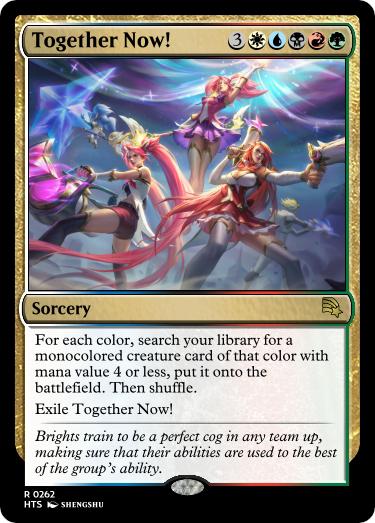 Together Now! 3
Sorcery
For each color, search your library for a
monocolored creature card of that color with
mana value 4 or less, put it onto the
battlefield. Then shuffle.
Exile Together Now!
Brights train to be a perfect cog in any team up,
making sure that their abilities are used to the best
of the group's ability.
R 0262
HTS SHENGSHU